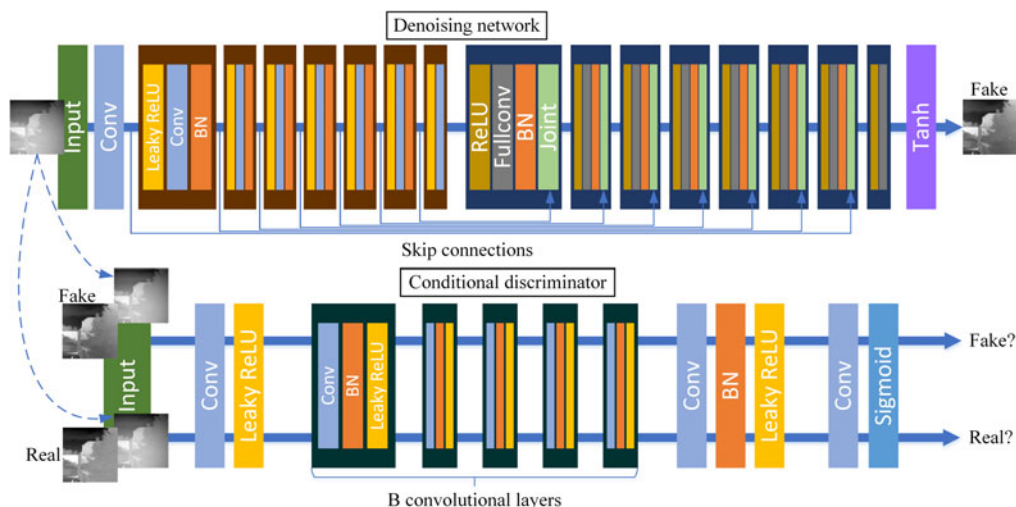 Denoising network
Input
Conv
Leaky ReLU
Conv
BN
ReLU
Fullconv
BN
Joint
Tanh
Fake
Skip connections
Conditional discriminator
Fake
Real
Input
Conv
Leaky ReLU
Conv
BN
Leaky ReLU
Conv
BN
Leaky ReLU
Conv
Sigmoid
Fake?
Real?
B convolutional layers